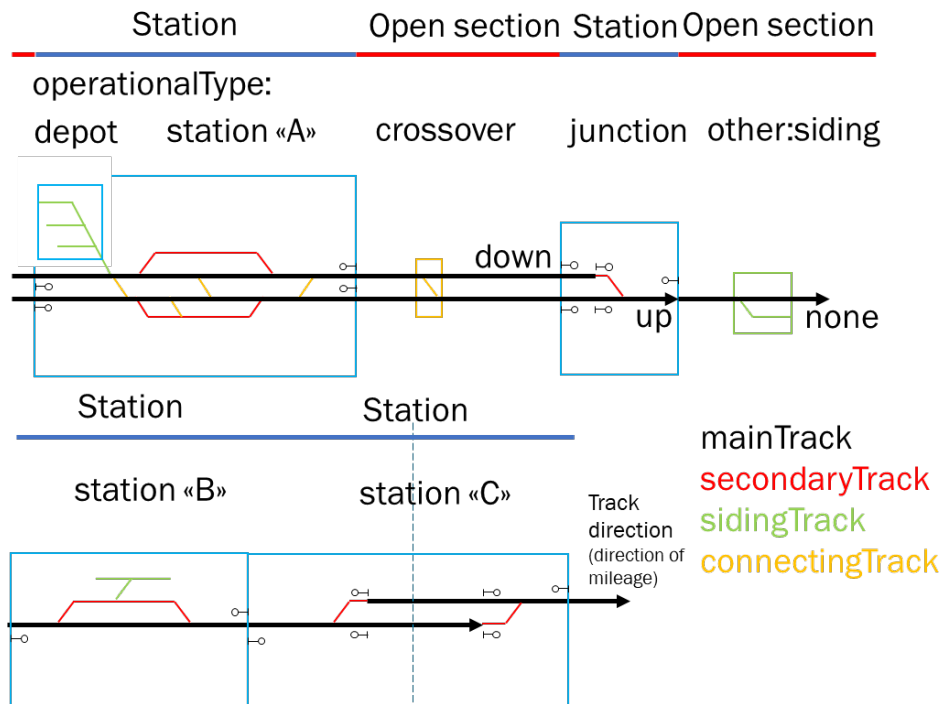 Station
Open section
Station
Open section
operationalType:
depot
station «A»
crossover
junction
other:siding
down
up
none
Station
Station
mainTrack
secondaryTrack
sidingTrack
connectingTrack
station «B»
station «C»
Track
direction
(direction of
mileage)